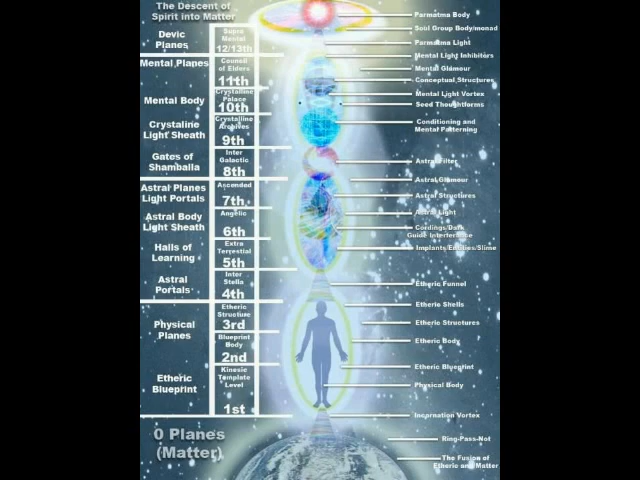 The Descent of
Spirit into Matter
Devic
Planes
Mental Planes
Mental Body
Crystaline
Light Sheath
Gates of
Shamballa
Astral Planes
Light Portals
Astral Body
Light Sheath
Halls of
Learning
Astral
Portals
Physical
Planes
Etheric
Blueprint
0 Planes
(Matter)
Supra
Mental
12/13th
Council
of Elders
11th
Crystalline
Palace
10th
Crystalline
Archives
9th
Inter
Galactic
8th
Ascended
7th
Angelic
6th
Extra
Terrestial
5th
Inter
Stella
4th
Etheric
Structure
3rd
Blueprint
Body
2nd
Kinesic
Template
Level
1st
Parmatma Body
Soul Group Body/monad
Parmatma Light
Mental Light Inhibitors
Mental Glamour
Conceptual Structures
Mental Light Vortex
Seed Thoughtforms
Conditioning and
Mental Patterning
Astral Filter
Astral Glamour
Astral Structures
Astral Light
Cordings/Dark
Guide Interference
Implants/Entities/Slime
Etheric Funnel
Etheric Shells
Etheric Structures
Etheric Body
Etheric Blueprint
Physical Body
Incarnation Vortex
Ring-Pass-Not
The Fusion of
Etheric and Matter